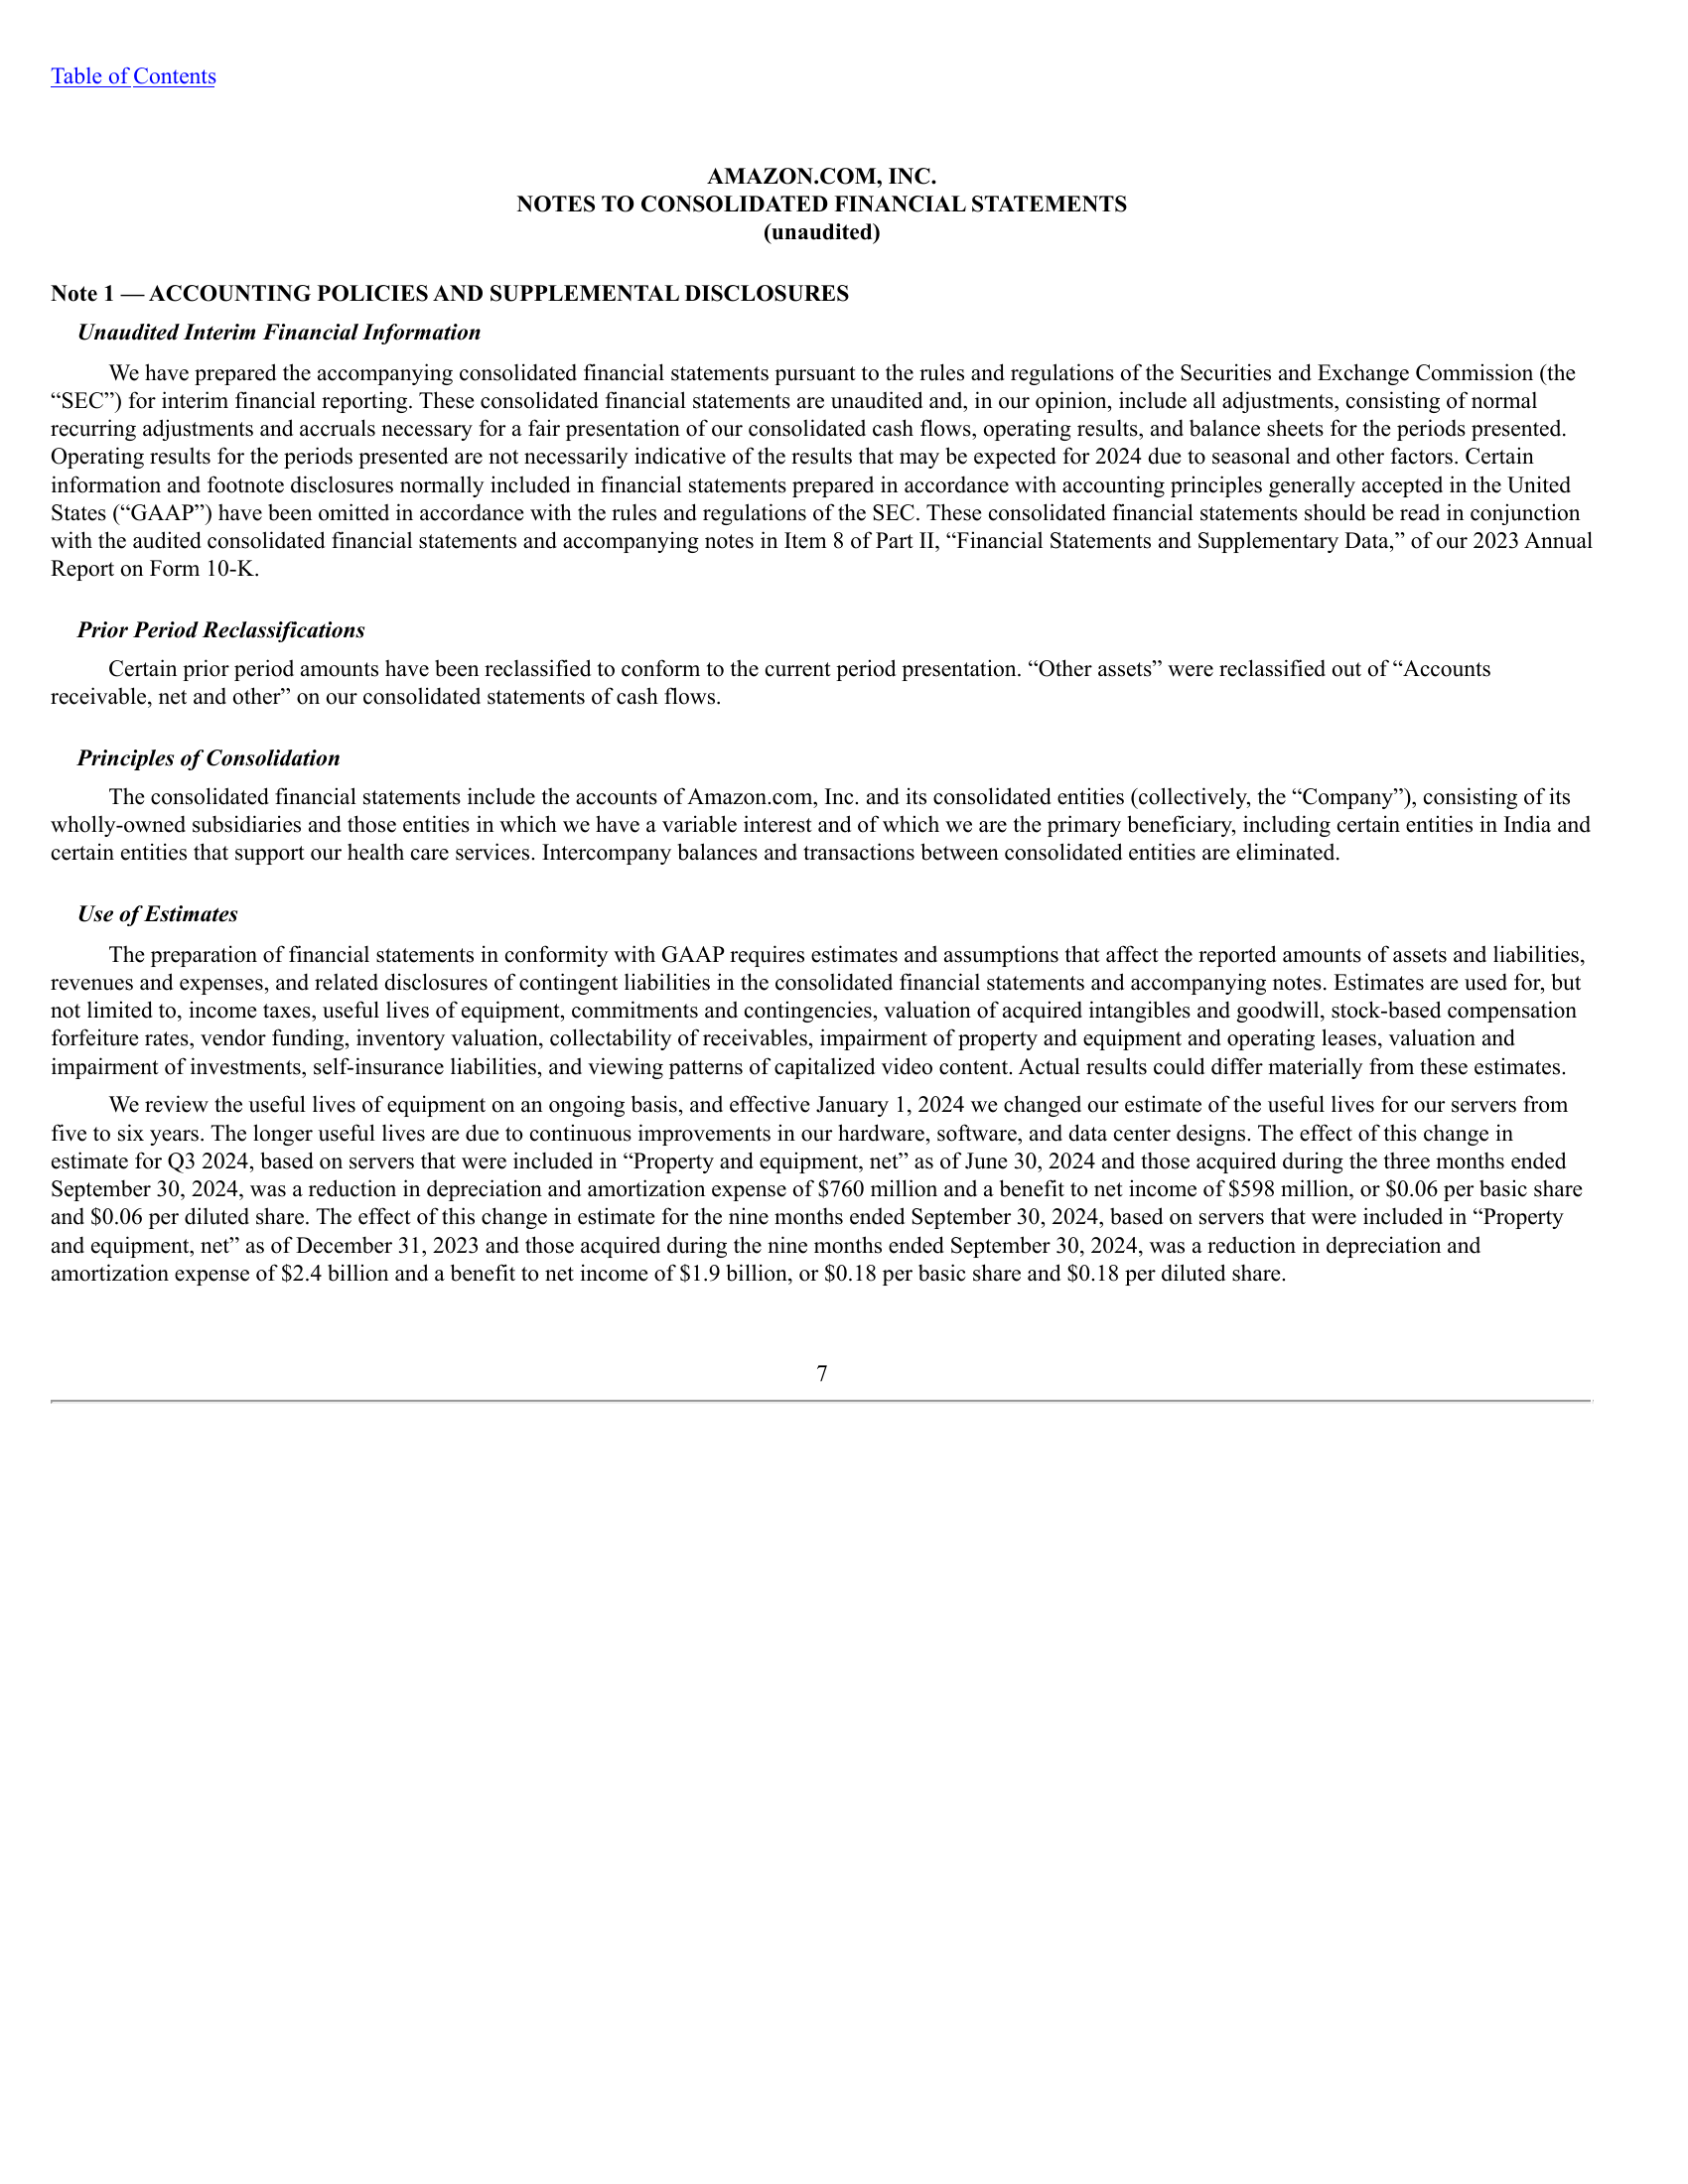 Table of Contents
AMAZON.COM, INC.
NOTES TO CONSOLIDATED FINANCIAL STATEMENTS
(unaudited)
Note 1 — ACCOUNTING POLICIES AND SUPPLEMENTAL DISCLOSURES
Unaudited Interim Financial Information
We have prepared the accompanying consolidated financial statements pursuant to the rules and regulations of the Securities and Exchange Commission (the
“SEC”) for interim financial reporting. These consolidated financial statements are unaudited and, in our opinion, include all adjustments, consisting of normal
recurring adjustments and accruals necessary for a fair presentation of our consolidated cash flows, operating results, and balance sheets for the periods presented.
Operating results for the periods presented are not necessarily indicative of the results that may be expected for 2024 due to seasonal and other factors. Certain
information and footnote disclosures normally included in financial statements prepared in accordance with accounting principles generally accepted in the United
States (“GAAP”) have been omitted in accordance with the rules and regulations of the SEC. These consolidated financial statements should be read in conjunction
with the audited consolidated financial statements and accompanying notes in Item 8 of Part II, “Financial Statements and Supplementary Data,” of our 2023 Annual
Report on Form 10-K.
Prior Period Reclassifications
Certain prior period amounts have been reclassified to conform to the current period presentation. “Other assets” were reclassified out of “Accounts
receivable, net and other” on our consolidated statements of cash flows.
Principles of Consolidation
The consolidated financial statements include the accounts of Amazon.com, Inc. and its consolidated entities (collectively, the “Company”), consisting of its
wholly-owned subsidiaries and those entities in which we have a variable interest and of which we are the primary beneficiary, including certain entities in India and
certain entities that support our health care services. Intercompany balances and transactions between consolidated entities are eliminated.
Use of Estimates
The preparation of financial statements in conformity with GAAP requires estimates and assumptions that affect the reported amounts of assets and liabilities,
revenues and expenses, and related disclosures of contingent liabilities in the consolidated financial statements and accompanying notes. Estimates are used for, but
not limited to, income taxes, useful lives of equipment, commitments and contingencies, valuation of acquired intangibles and goodwill, stock-based compensation
forfeiture rates, vendor funding, inventory valuation, collectability of receivables, impairment of property and equipment and operating leases, valuation and
impairment of investments, self-insurance liabilities, and viewing patterns of capitalized video content. Actual results could differ materially from these estimates.
We review the useful lives of equipment on an ongoing basis, and effective January 1, 2024 we changed our estimate of the useful lives for our servers from
five to six years. The longer useful lives are due to continuous improvements in our hardware, software, and data center designs. The effect of this change in
estimate for Q3 2024, based on servers that were included in “Property and equipment, net” as of June 30, 2024 and those acquired during the three months ended
September 30, 2024, was a reduction in depreciation and amortization expense of $760 million and a benefit to net income of $598 million, or $0.06 per basic share
and $0.06 per diluted share. The effect of this change in estimate for the nine months ended September 30, 2024, based on servers that were included in “Property
and equipment, net” as of December 31, 2023 and those acquired during the nine months ended September 30, 2024, was a reduction in depreciation and
amortization expense of $2.4 billion and a benefit to net income of $1.9 billion, or $0.18 per basic share and $0.18 per diluted share.
7